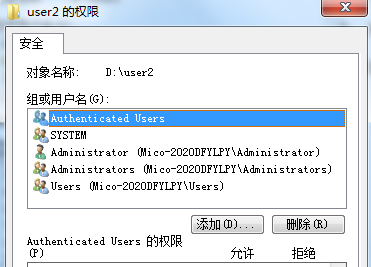 user2 的权限
安全
对象名称: D:\user2
组或用户名(G):
Authenticated Users
SYSTEM
Administrator (Mico-2020DFYLPY\Administrator)
Administrators (Mico-2020DFYLPY\Administrators)
Users (Mico-2020DFYLPY\Users)
添加(D)... 删除(R)
Authenticated Users 的权限
(P) 允许 拒绝